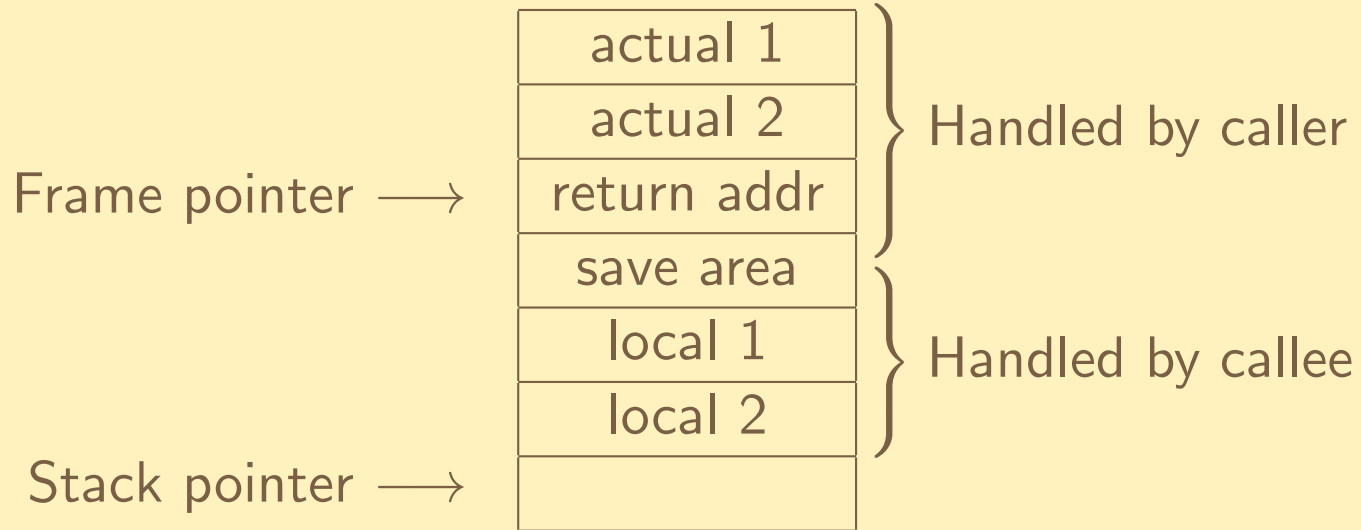 actual 1
actual 2
Handled by caller
Frame pointer ⟶ return addr
save area
local 1
Handled by callee
local 2
Stack pointer ⟶